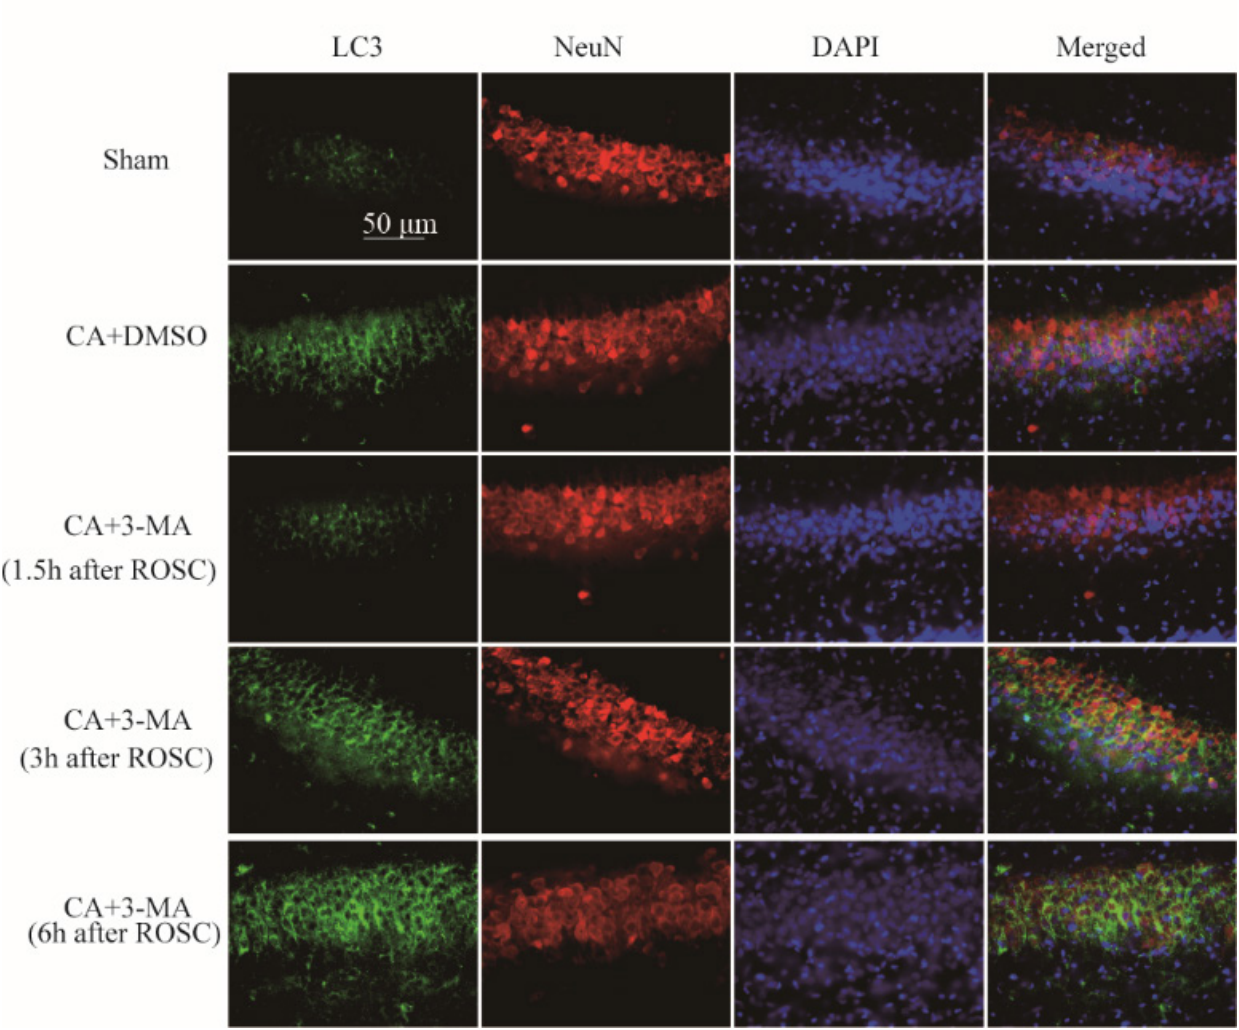 LC3 NeuN DAPI Merged
Sham
50 μm
CA+DMSO
CA+3-MA
(1.5h after ROSC)
CA+3-MA
(3h after ROSC)
CA+3-MA
(6h after ROSC)